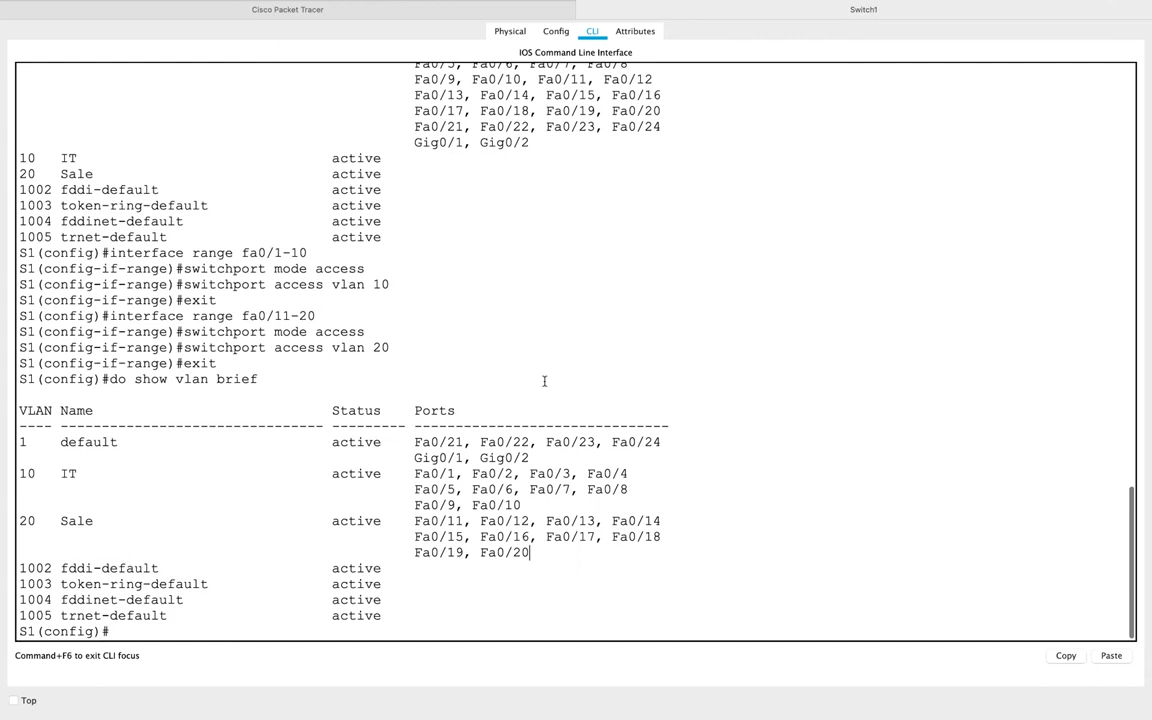 Cisco Packet Tracer
Switch1
Physical Config CLI Attributes
IOS Command Line Interface
Fa0/5, Fa0/6, Fa0/7, Fa0/8
Fa0/9, Fa0/10, Fa0/11, Fa0/12
Fa0/13, Fa0/14, Fa0/15, Fa0/16
Fa0/17, Fa0/18, Fa0/19, Fa0/20
Fa0/21, Fa0/22, Fa0/23, Fa0/24
Gig0/1, Gig0/2
10 IT active
20 Sale active
1002 fddi-default active
1003 token-ring-default active
1004 fddinet-default active
1005 trnet-default active
S1(config)#interface range fa0/1-10
S1(config-if-range)#switchport mode access
S1(config-if-range)#switchport access vlan 10
S1(config-if-range)#exit
S1(config)#interface range fa0/11-20
S1(config-if-range)#switchport mode access
S1(config-if-range)#switchport access vlan 20
S1(config-if-range)#exit
S1(config)#do show vlan brief
VLAN Name Status Ports
---- -------------------------------- --------- -------------------------------
1 default active Fa0/21, Fa0/22, Fa0/23, Fa0/24
Gig0/1, Gig0/2
10 IT active Fa0/1, Fa0/2, Fa0/3, Fa0/4
Fa0/5, Fa0/6, Fa0/7, Fa0/8
Fa0/9, Fa0/10
20 Sale active Fa0/11, Fa0/12, Fa0/13, Fa0/14
Fa0/15, Fa0/16, Fa0/17, Fa0/18
Fa0/19, Fa0/20
1002 fddi-default active
1003 token-ring-default active
1004 fddinet-default active
1005 trnet-default active
S1(config)#
Command+F6 to exit CLI focus
Copy Paste
Top